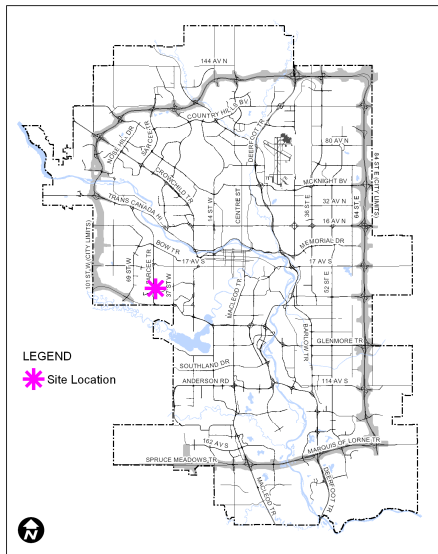 144 AV N
COUNTRY HILLS BV
NOSE HILL DR
SARCEE TR
DEERFOOT TR
80 AV N
CROWCHILD TR
MCKNIGHT BV
TRANS CANADA HI
14 ST W
CENTRE ST
36 ST E
32 AV N
64 ST E
84 ST E (CITY LIMITS)
16 AV N
101 ST W (CITY LIMITS)
BOW TR
MEMORIAL DR
17 AV S
17 AV S
49 ST W
SARCEE TR
37 ST W
52 ST E
MACLEOD TR
BARLOW TR
GLENMORE TR
LEGEND
Site Location
SOUTHLAND DR
ANDERSON RD
114 AV S
162 AV S
MARQUIS OF LORNE TR
SPRUCE MEADOWS TR
MACLEOD TR
DEERFOOT TR
N